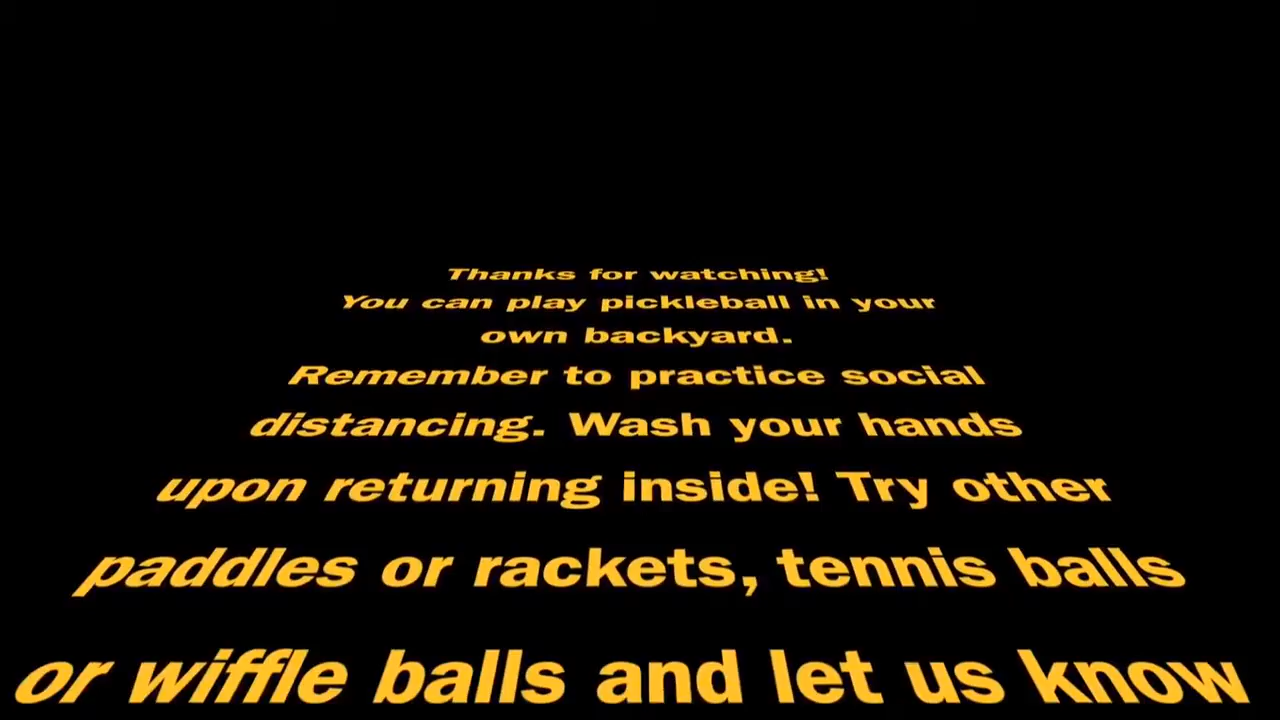 Thanks for watching!
You can play pickleball in your
own backyard.
Remember to practice social
distancing. Wash your hands
upon returning inside! Try other
paddles or rackets, tennis balls
or wiffle balls and let us know